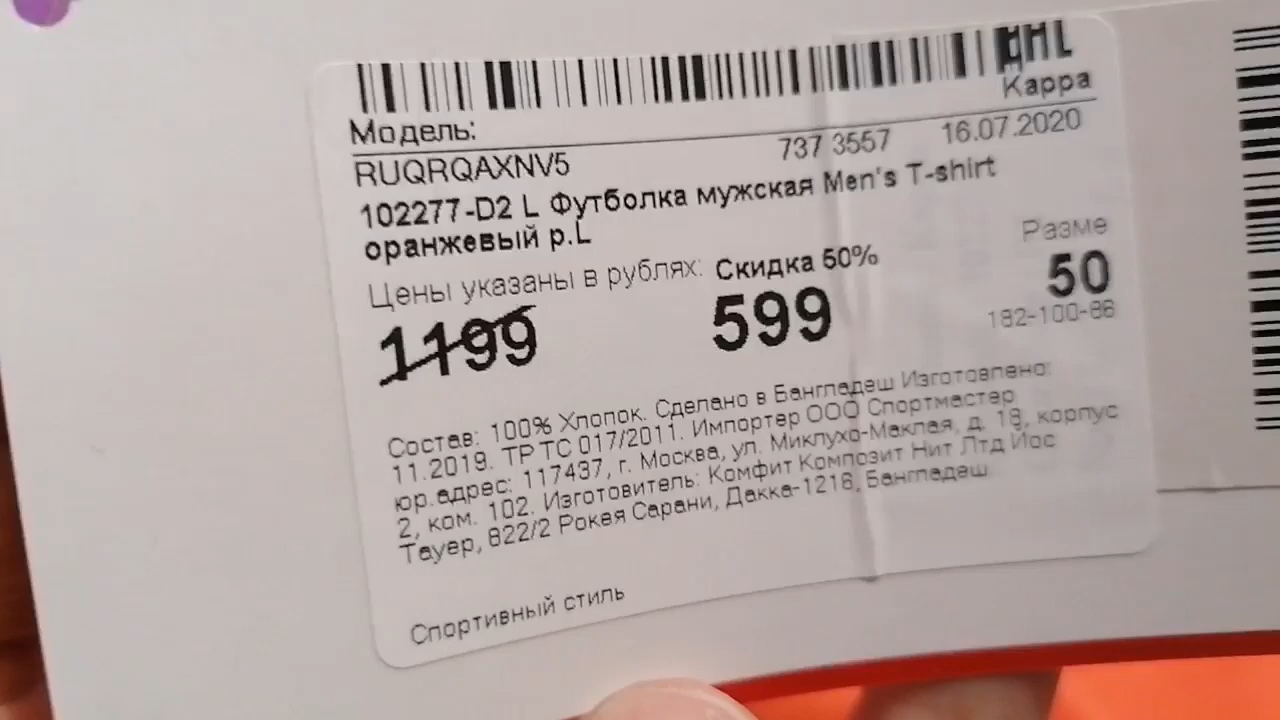 EAC
Kappa
Модель:
RUQRQAXNV5 737 3557 16.07.2020
102277-D2 L Футболка мужская Men's T-shirt
оранжевый р.L
Цены указаны в рублях: Скидка 50% Разме
1199 599 50
182-100-86
Состав: 100% Хлопок. Сделано в Бангладеш Изготовлено:
11.2019. ТР ТС 017/2011. Импортер ООО Спортмастер
юр.адрес: 117437, г. Москва, ул. Миклухо-Маклая, д. 18, корпус
2, ком. 102. Изготовитель: Комфит Композит Нит Лтд Иос
Тауер, 822/2 Рокея Сарани, Дакка-1216, Бангладеш
Спортивный стиль